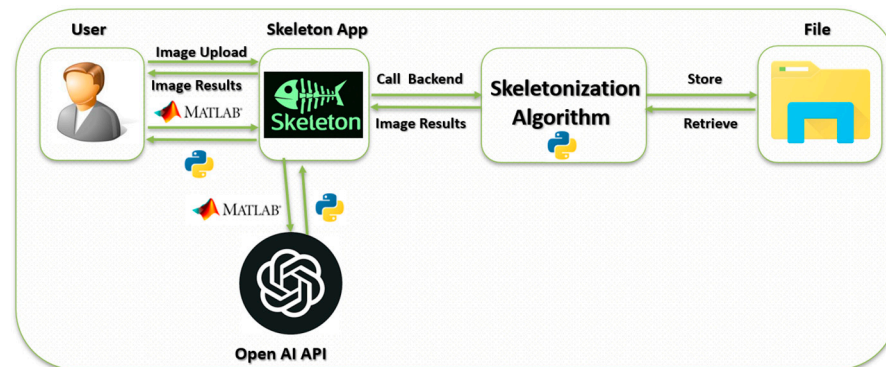 User
Skeleton App
File
Image Upload
Image Results
MATLAB®
Skeleton
Call Backend
Image Results
Skeletonization
Algorithm
Store
Retrieve
MATLAB®
Open AI API